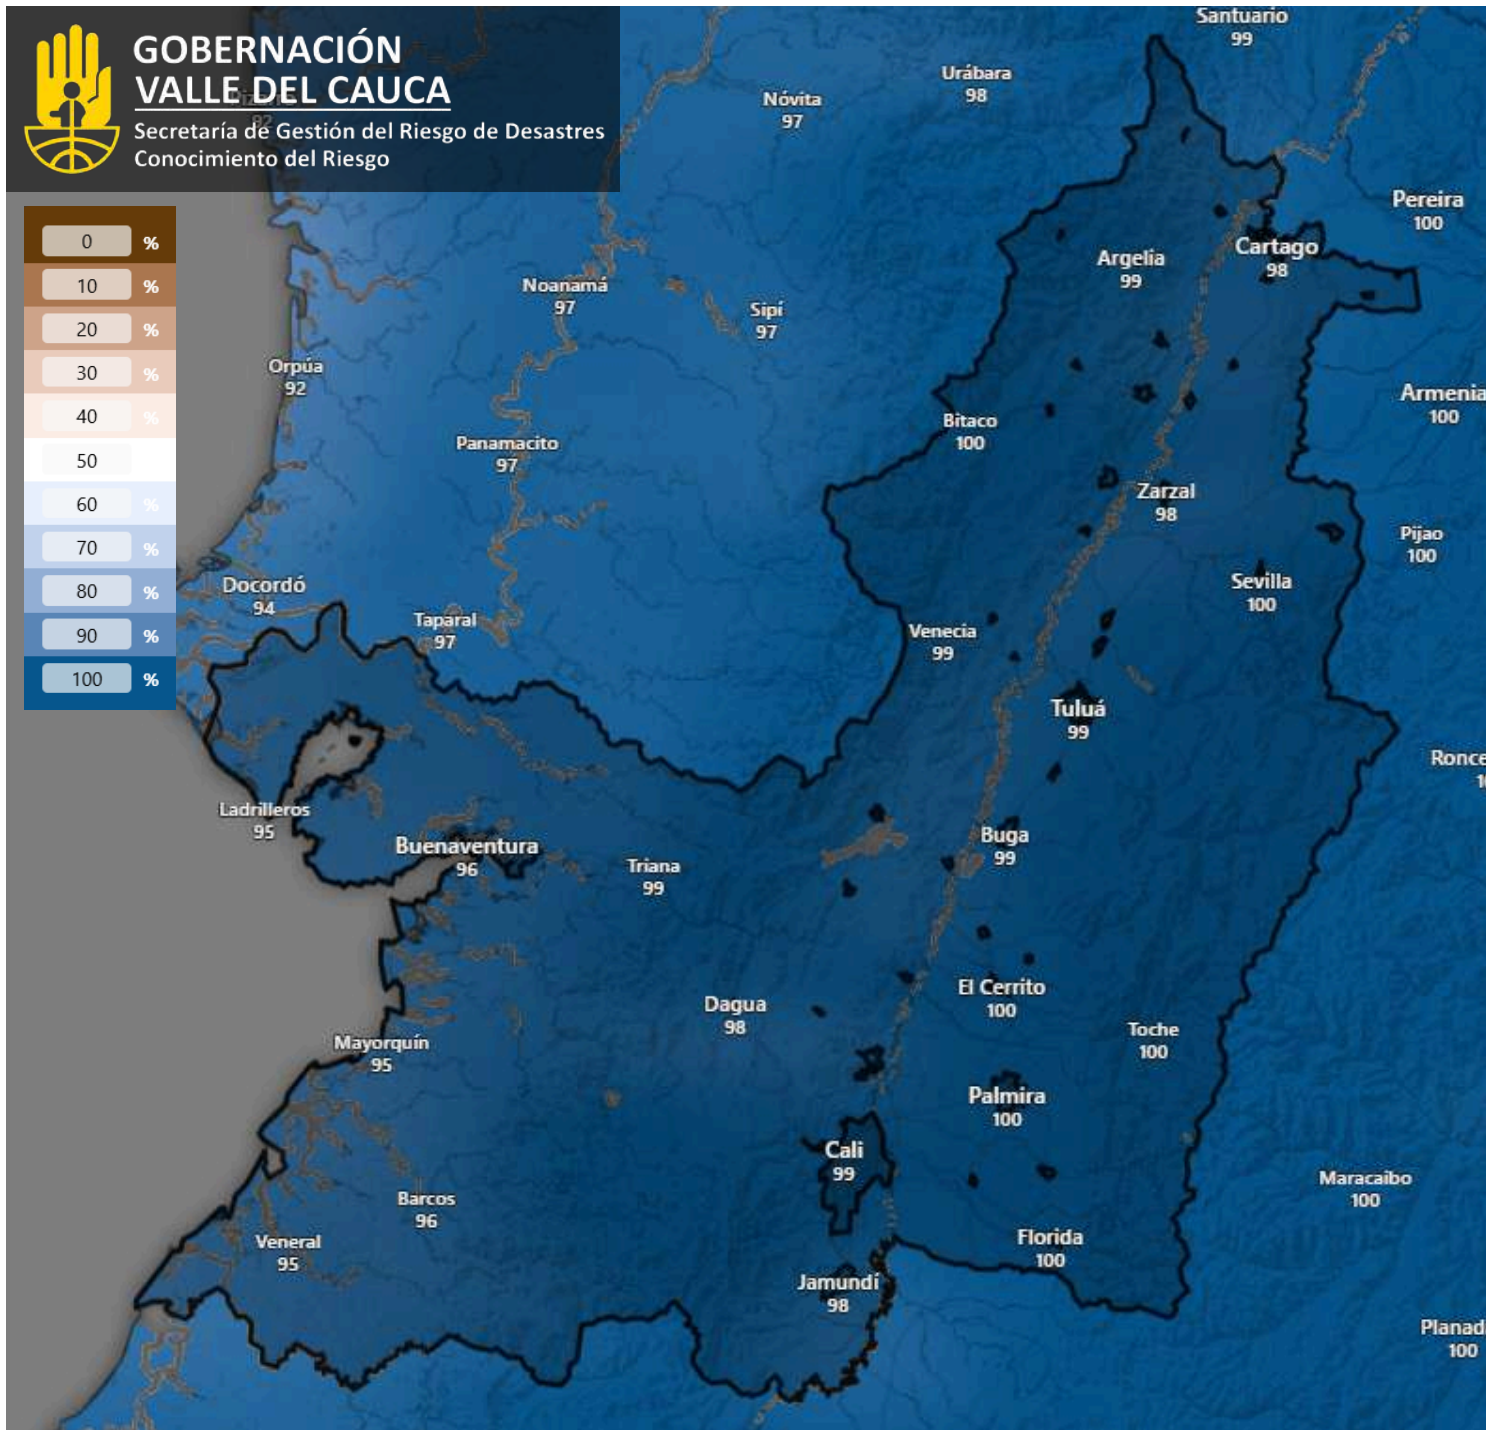 GOBERNACIÓN
VALLE DEL CAUCA
Secretaría de Gestión del Riesgo de Desastres
Conocimiento del Riesgo
92
0 %
10 %
20 %
30 %
40 %
50
60 %
70 %
80 %
90 %
100 %
Santuario
99
Urábara
98
Nóvita
97
Pereira
100
Cartago
98
Argelia
99
Noanamá
97
Sipí
97
Orpúa
92
Armenia
100
Bitaco
100
Panamacito
97
Zarzal
98
Pijao
100
Sevilla
100
Docordó
94
Taparal
97
Venecia
99
Tuluá
99
Ronce
Ladrilleros
95
Buenaventura
96
Buga
99
Triana
99
El Cerrito
100
Dagua
98
Toche
100
Mayorquín
95
Palmira
100
Cali
99
Maracaibo
100
Barcos
96
Veneral
95
Florida
100
Jamundí
98
Planad
100